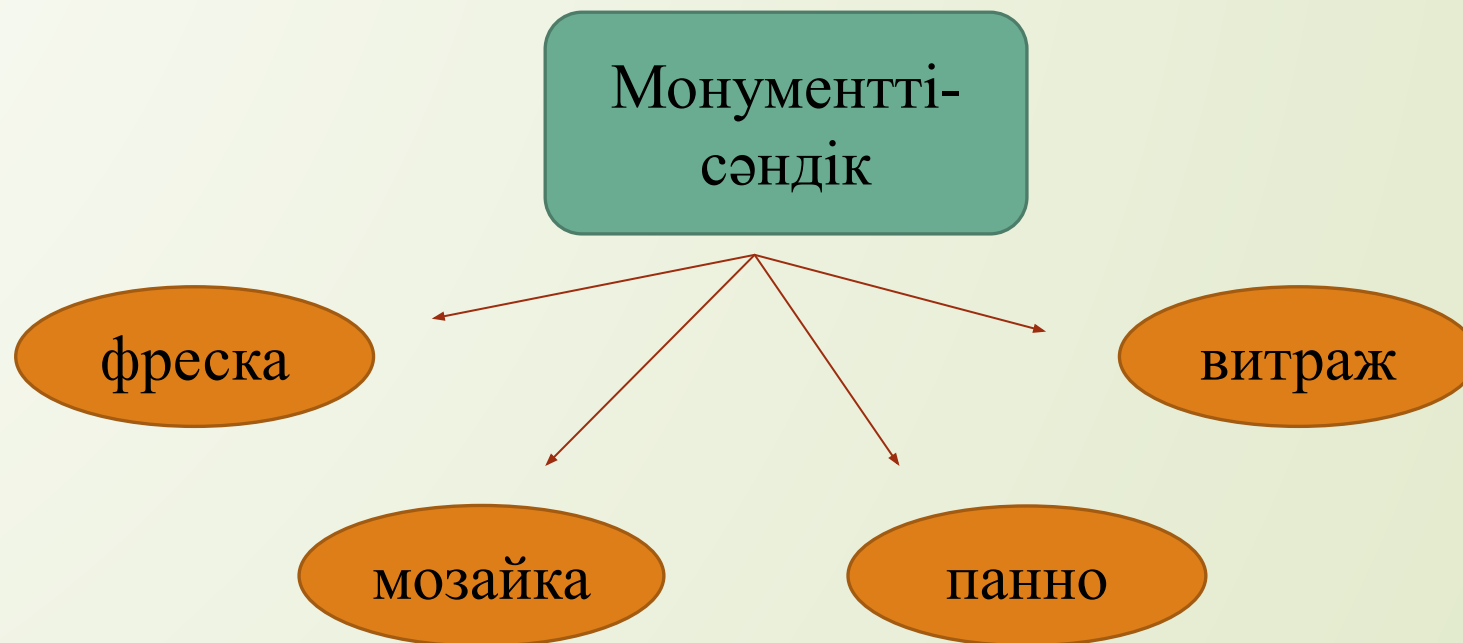 Монументті-
сәндік
фреска
витраж
мозайка
панно